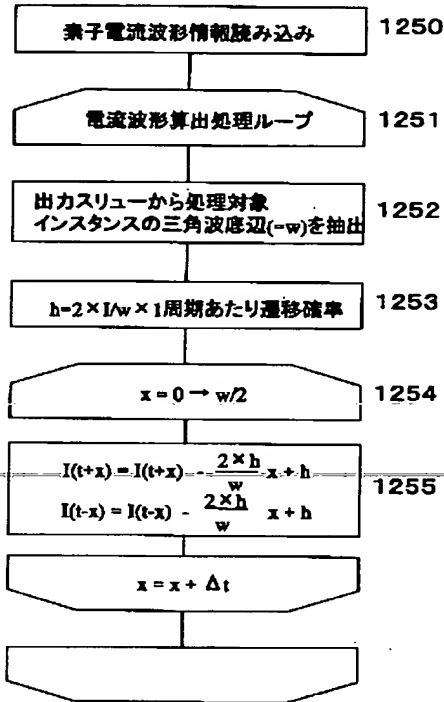 素子電流波形情報読み込み 1250
電流波形算出処理ループ 1251
出力スリューから処理対象
インスタンスの三角波底辺(=w)を抽出 1252
h=2×I/w×1周期あたり遷移確率 1253
x = 0 → w/2 1254
I(t+x) = I(t+x) - \frac{2×h}{w} x + h
I(t-x) = I(t-x) - \frac{2×h}{w} x + h 1255
x = x + Δt